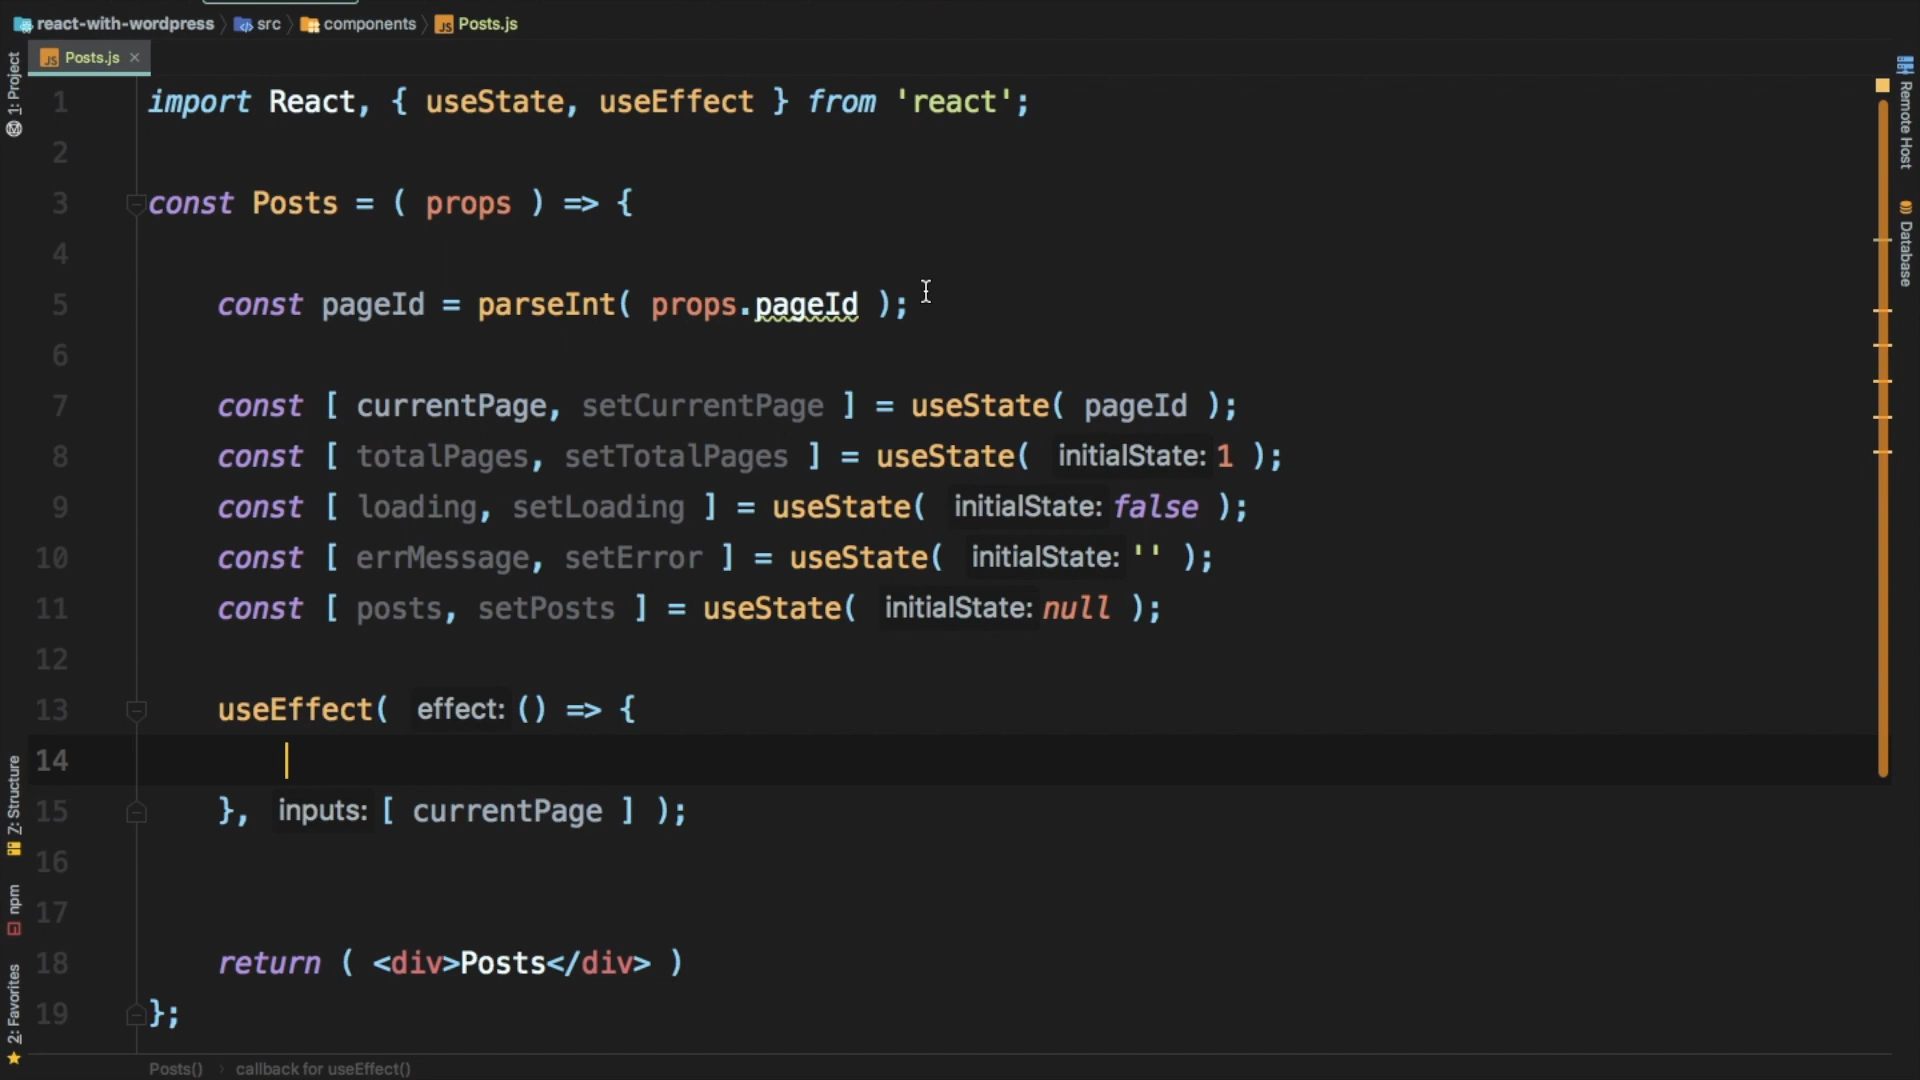 react-with-wordpress src components Posts.js
Posts.js
1: Project
Remote Host
Database
7: Structure
npm
2: Favorites
1 import React, { useState, useEffect } from 'react';
2
3 const Posts = ( props ) => {
4
5 const pageId = parseInt( props.pageId );
6
7 const [ currentPage, setCurrentPage ] = useState( pageId );
8 const [ totalPages, setTotalPages ] = useState( initialState: 1 );
9 const [ loading, setLoading ] = useState( initialState: false );
10 const [ errMessage, setError ] = useState( initialState: '' );
11 const [ posts, setPosts ] = useState( initialState: null );
12
13 useEffect( effect: () => {
14
15 }, inputs: [ currentPage ] );
16
17
18 return ( <div>Posts</div> )
19 };
Posts() callback for useEffect()